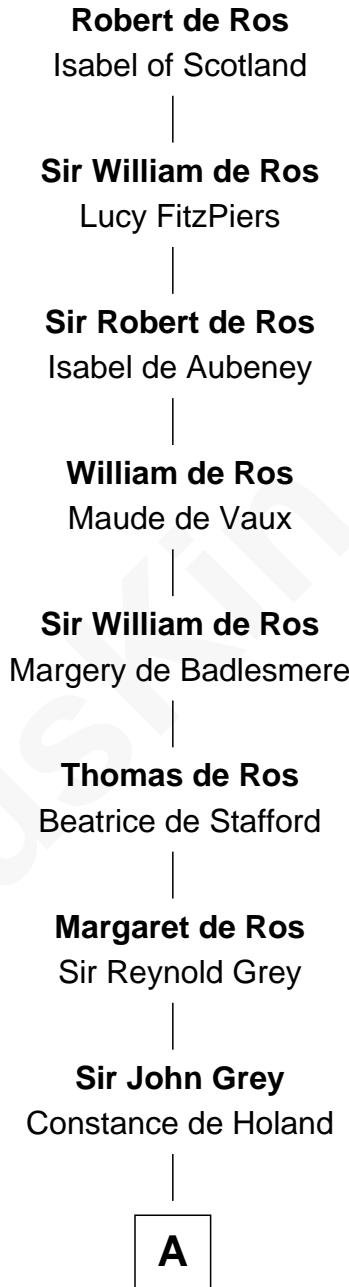 Robert de Ros
Isabel of Scotland
Sir William de Ros
Lucy FitzPiers
Sir Robert de Ros
Isabel de Aubeney
William de Ros
Maude de Vaux
Sir William de Ros
Margery de Badlesmere
Thomas de Ros
Beatrice de Stafford
Margaret de Ros
Sir Reynold Grey
Sir John Grey
Constance de Holand
A